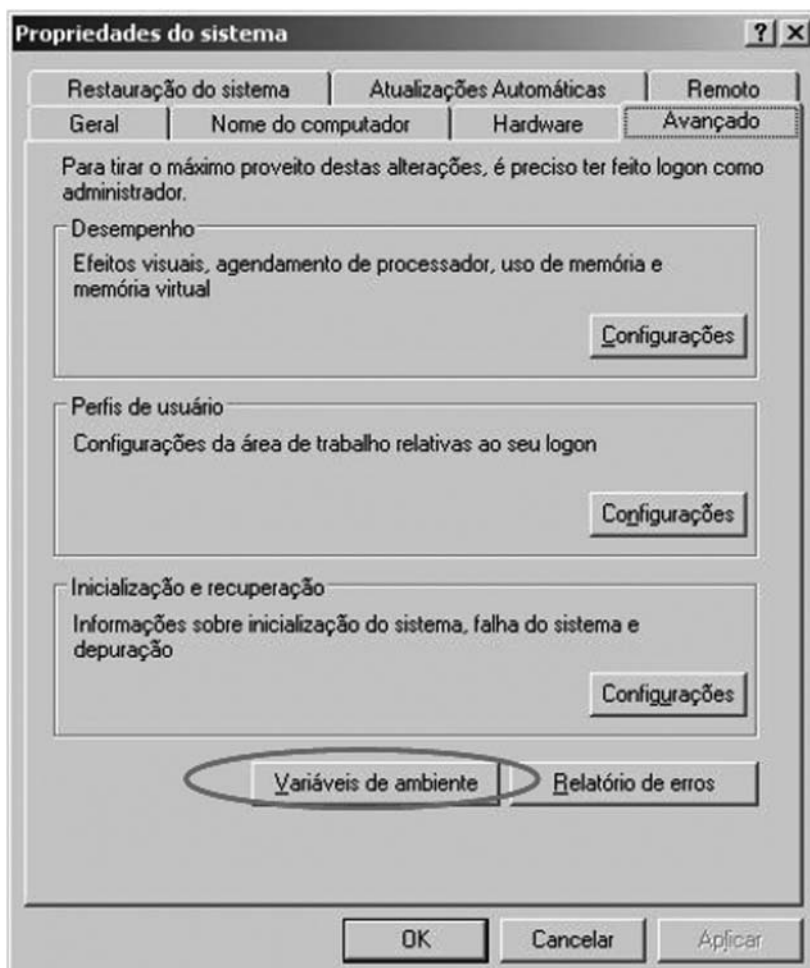 Propriedades do sistema
Restauração do sistema
Atualizações Automáticas
Remoto
Geral
Nome do computador
Hardware
Avançado
Para tirar o máximo proveito destas alterações, é preciso ter feito logon como
administrador.
Desempenho
Efeitos visuais, agendamento de processador, uso de memória e
memória virtual
Configurações
Perfis de usuário
Configurações da área de trabalho relativas ao seu logon
Configurações
Inicialização e recuperação
Informações sobre inicialização do sistema, falha do sistema e
depuração
Configurações
Variáveis de ambiente
Relatório de erros
OK
Cancelar
Aplicar